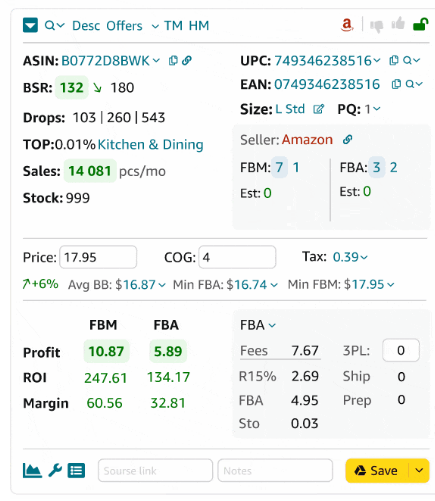 Desc Offers TM HM a
ASIN: B0772D8BWK
UPC: 749346238516
BSR: 132 180
EAN: 0749346238516
Drops: 103 | 260 | 543
Size: L Std PQ: 1
TOP:0.01% Kitchen & Dining
Seller: Amazon
Sales: 14 081 pcs/mo
FBM: 7 1 FBA: 3 2
Stock: 999
Est: 0 Est: 0
Price: 17.95 COG: 4 Tax: 0.39
+6% Avg BB: $16.87 Min FBA: $16.74 Min FBM: $17.95
FBM FBA
Profit 10.87 5.89
ROI 247.61 134.17
Margin 60.56 32.81
FBA
Fees 7.67 3PL: 0
R15% 2.69 Ship 0
FBA 4.95 Prep 0
Sto 0.03
Sourse link Notes Save